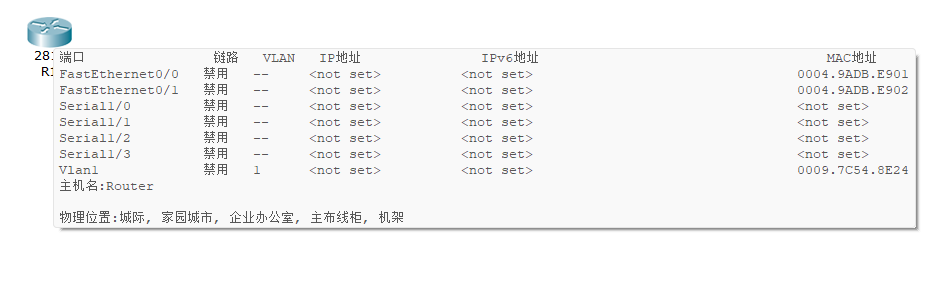 281
R1
端口 链路 VLAN IP地址 IPv6地址 MAC地址
FastEthernet0/0 禁用 -- <not set> <not set> 0004.9ADB.E901
FastEthernet0/1 禁用 -- <not set> <not set> 0004.9ADB.E902
Serial1/0 禁用 -- <not set> <not set> <not set>
Serial1/1 禁用 -- <not set> <not set> <not set>
Serial1/2 禁用 -- <not set> <not set> <not set>
Serial1/3 禁用 -- <not set> <not set> <not set>
Vlan1 禁用 1 <not set> <not set> 0009.7C54.8E24
主机名:Router
物理位置:城际, 家园城市, 企业办公室, 主布线柜, 机架